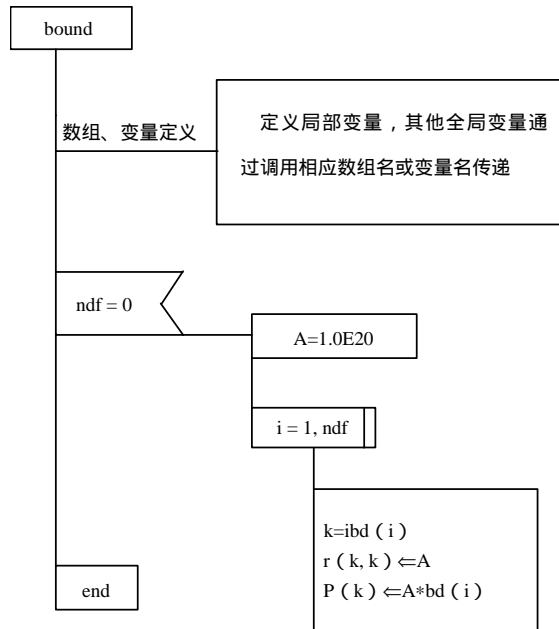 bound
数组、变量定义
定义局部变量，其他全局变量通
过调用相应数组名或变量名传递
ndf = 0
A=1.0E20
i = 1, ndf
k=ibd（i）
r（k, k）⇐A
P（k）⇐A*bd（i）
end